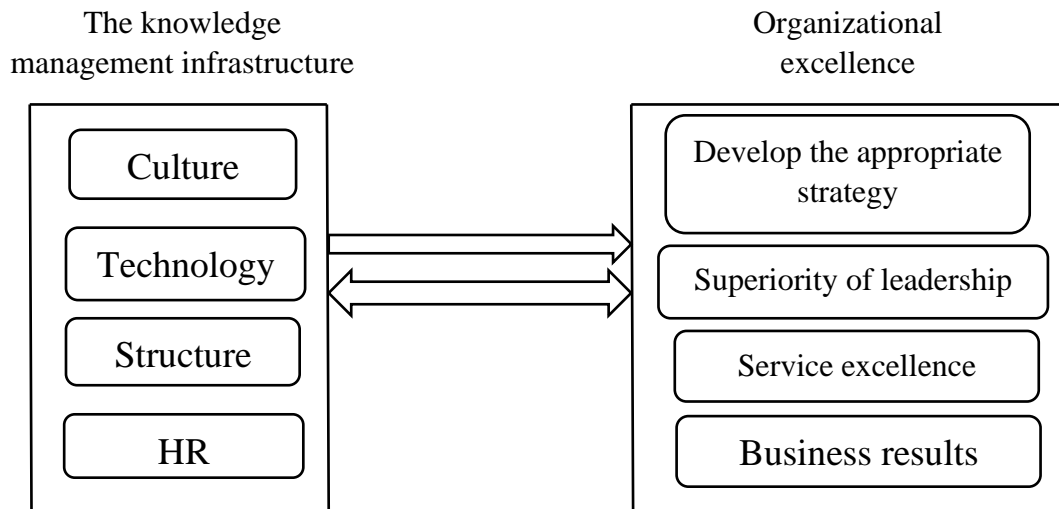 The knowledge
management infrastructure
Culture
Technology
Structure
HR
Organizational
excellence
Develop the appropriate
strategy
Superiority of leadership
Service excellence
Business results